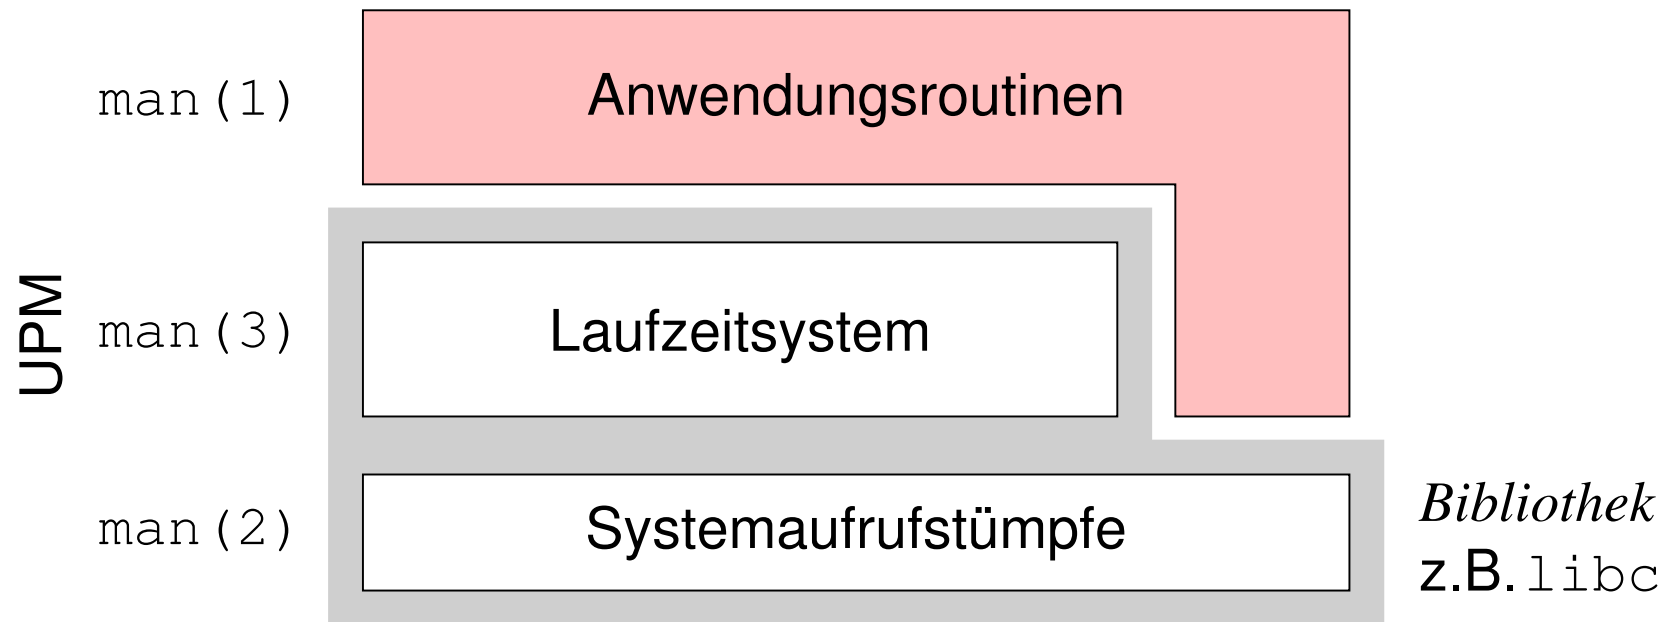 man(1)
Anwendungsroutinen
UPM
man(3)
Laufzeitsystem
man(2)
Systemaufrufstümpfe
Bibliothek
z.B. libc